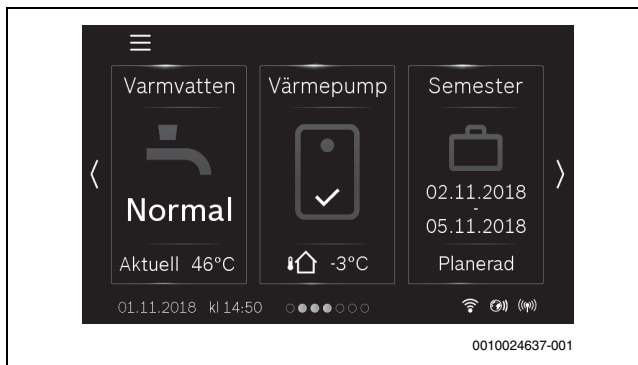 Varmvatten
Normal
Aktuell 46°C
Värmepump
-3°C
Semester
02.11.2018
-
05.11.2018
Planerad
01.11.2018 kl 14:50
0010024637-001